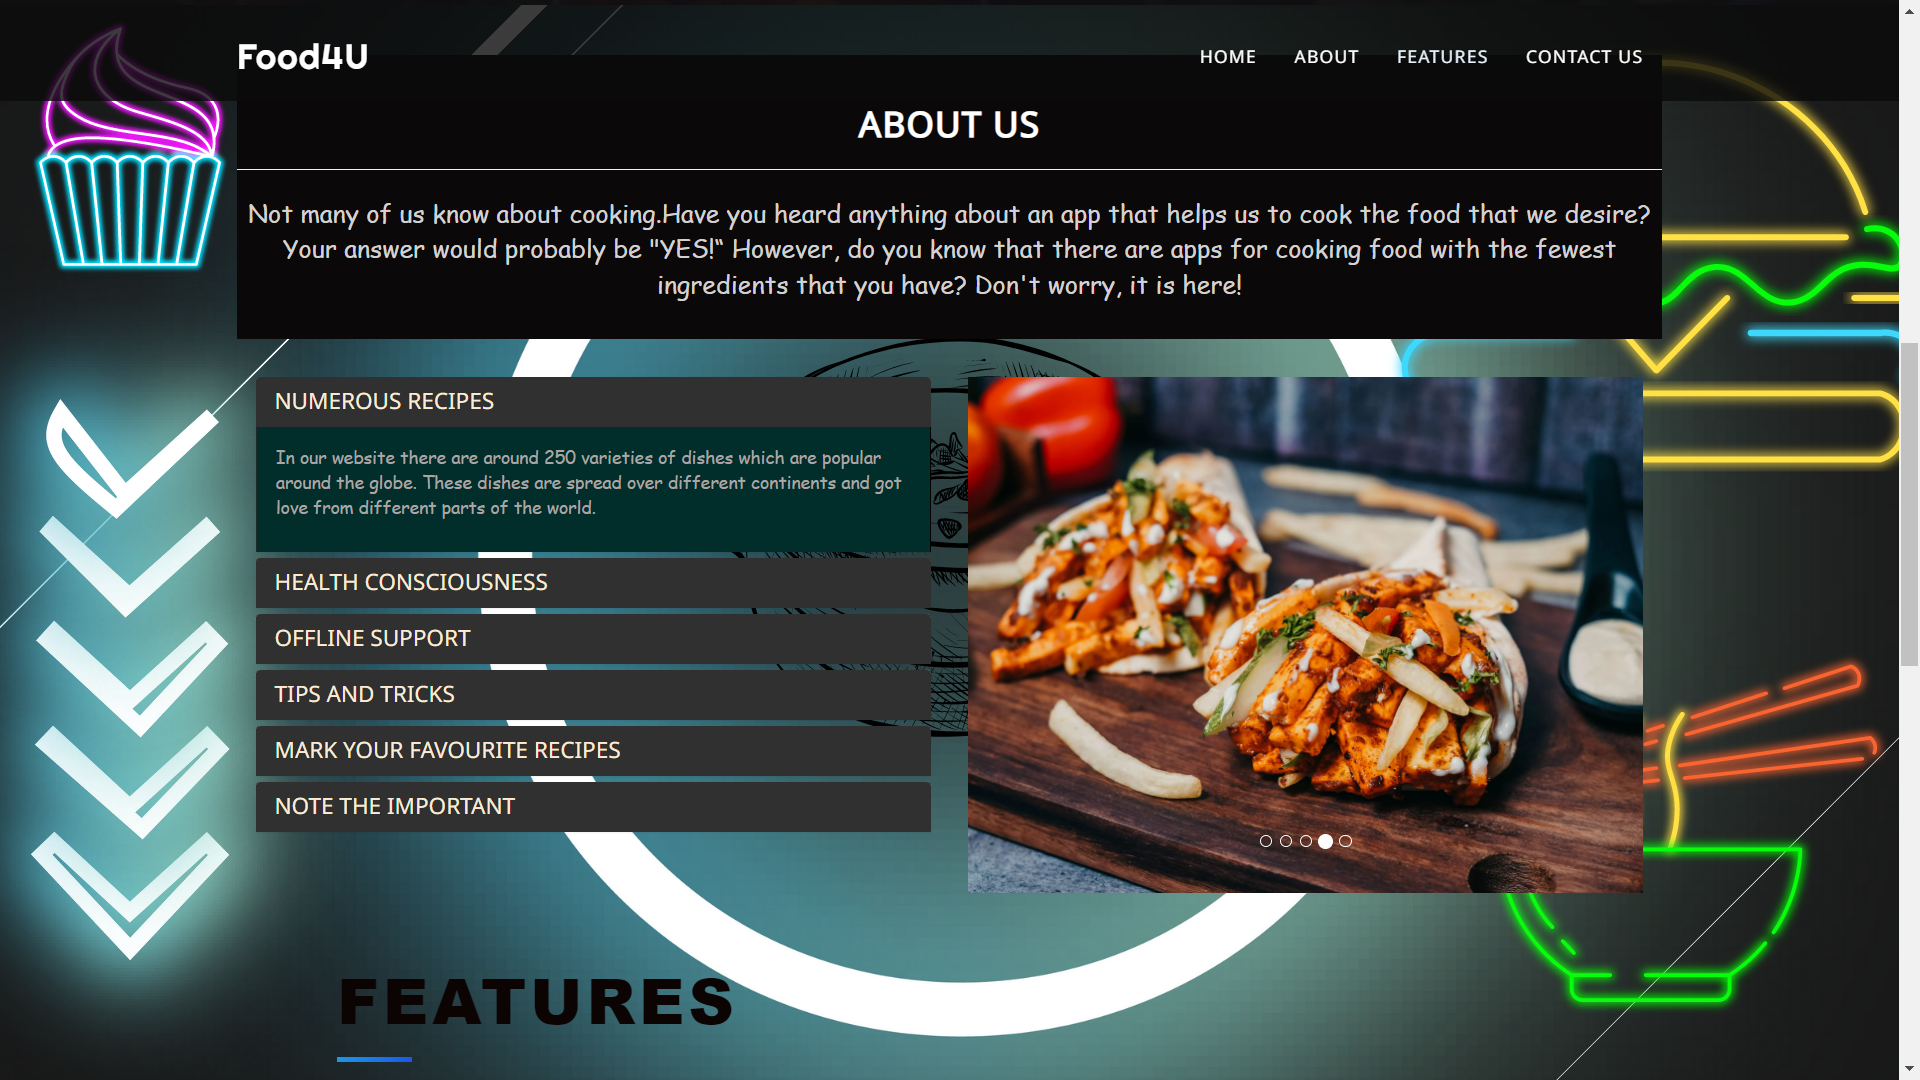 Food4U
HOME ABOUT FEATURES CONTACT US
ABOUT US
Not many of us know about cooking.Have you heard anything about an app that helps us to cook the food that we desire?
Your answer would probably be "YES!“ However, do you know that there are apps for cooking food with the fewest
ingredients that you have? Don't worry, it is here!
NUMEROUS RECIPES
In our website there are around 250 varieties of dishes which are popular
around the globe. These dishes are spread over different continents and got
love from different parts of the world.
HEALTH CONSCIOUSNESS
OFFLINE SUPPORT
TIPS AND TRICKS
MARK YOUR FAVOURITE RECIPES
NOTE THE IMPORTANT
FEATURES